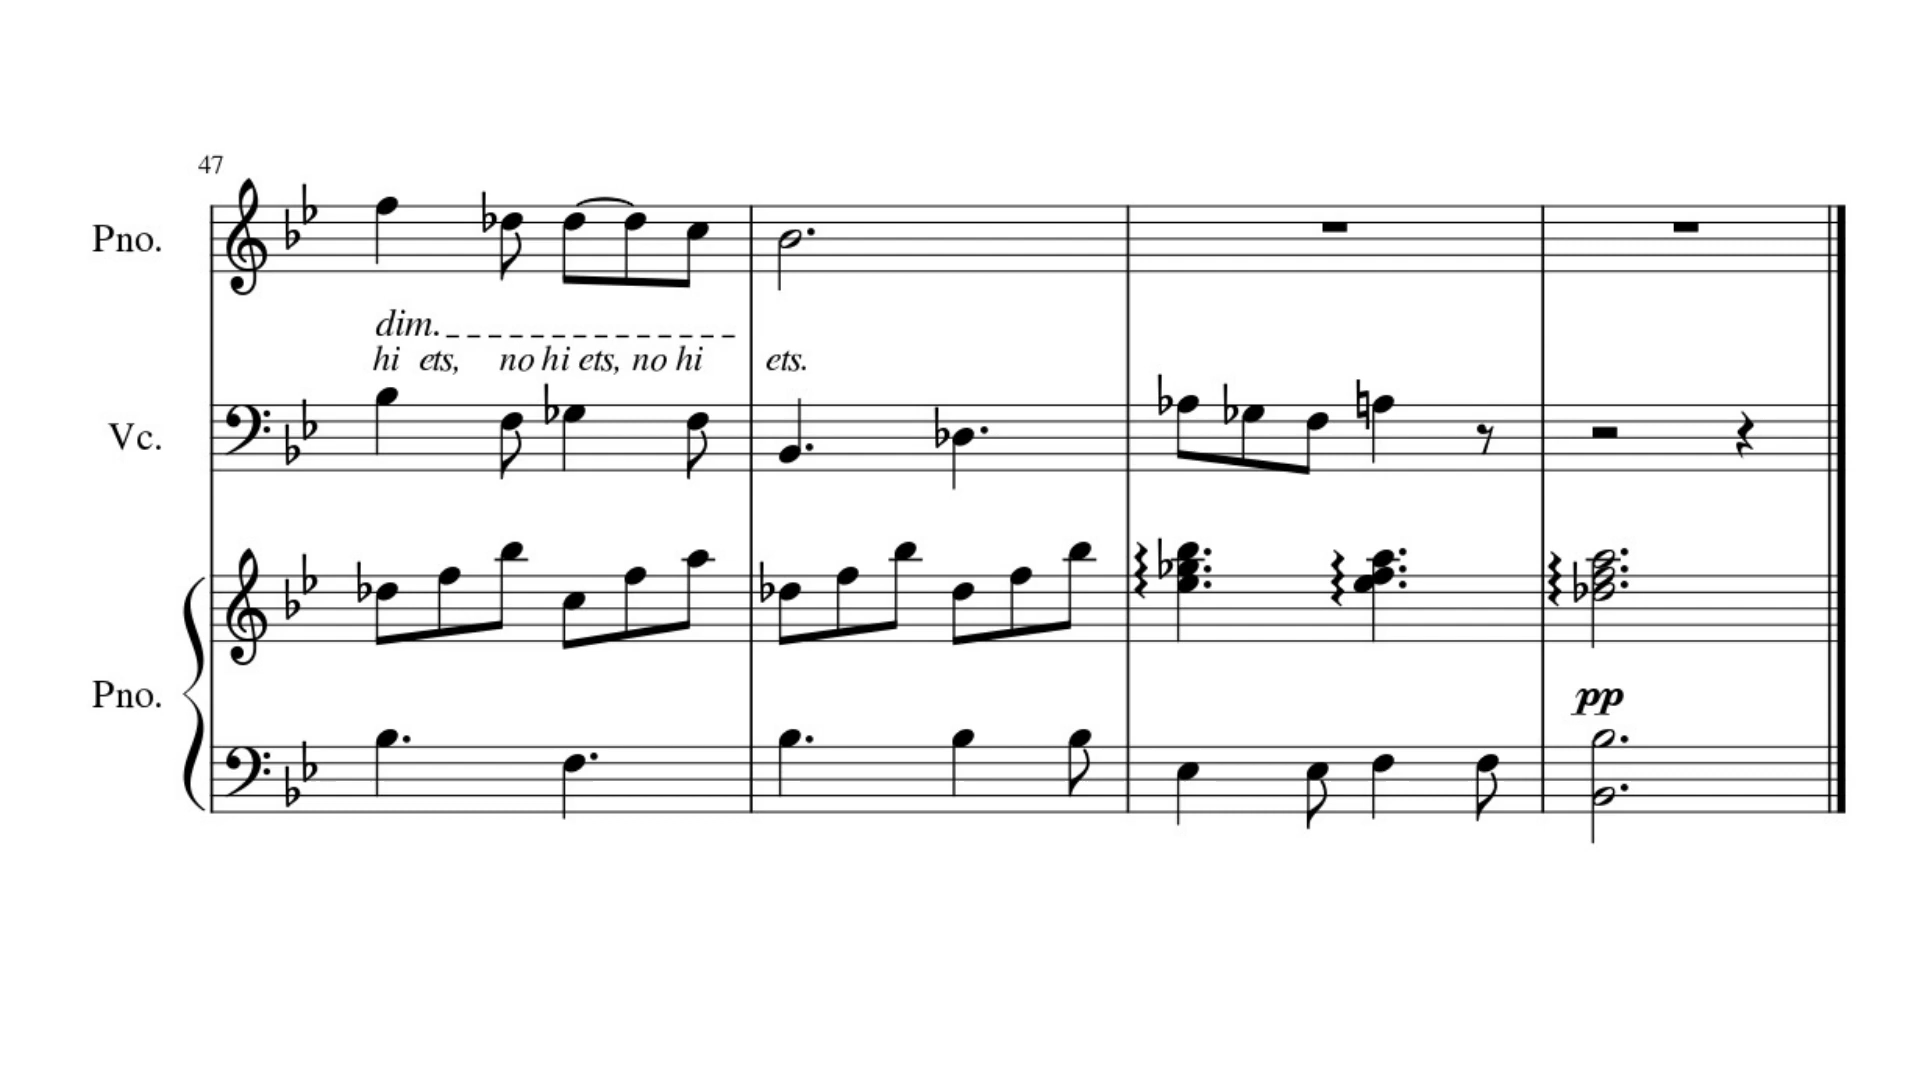 47
Pno.
dim.
hi ets, no hi ets, no hi ets.
Vc.
Pno.
pp